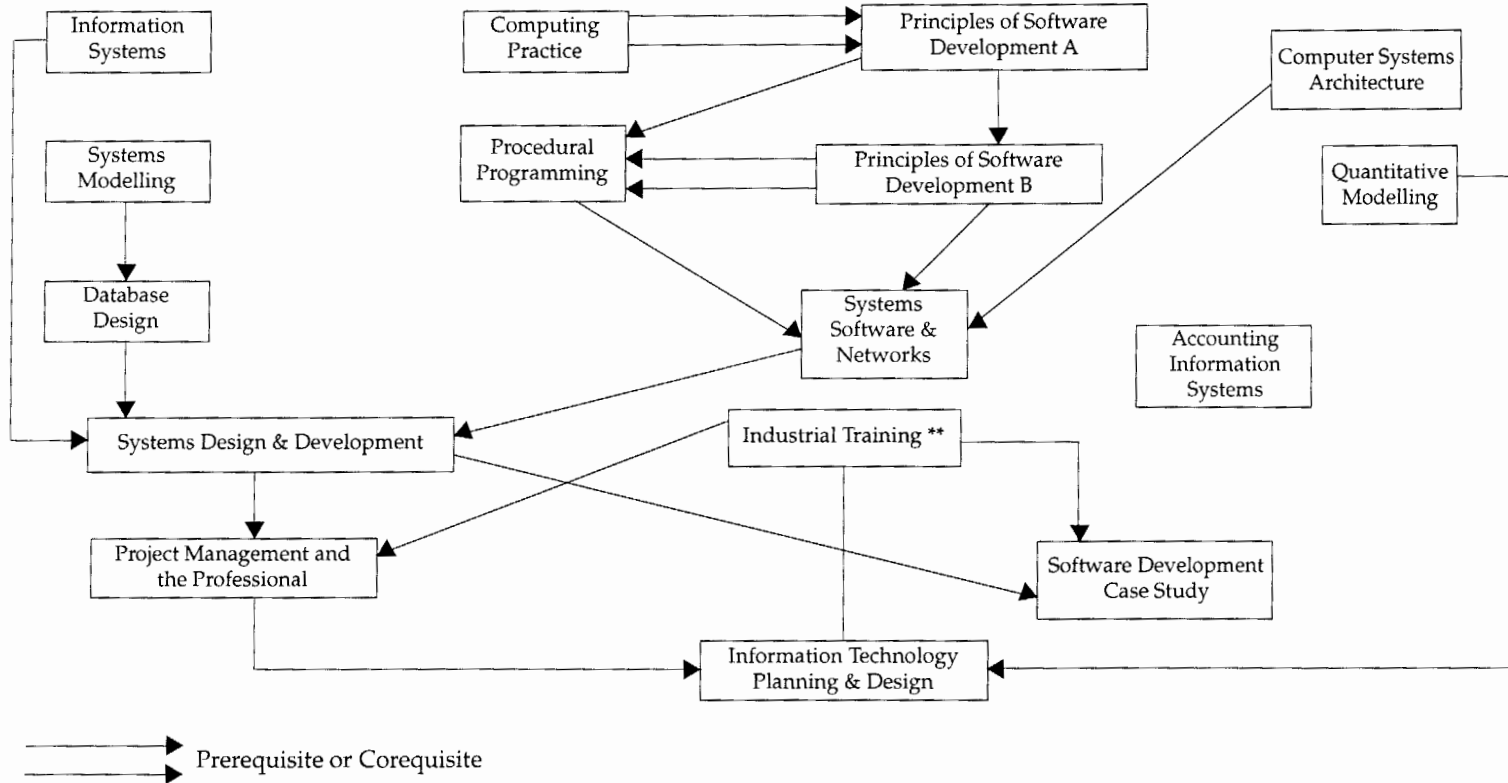 Information
Systems
Computing
Practice
Principles of Software
Development A
Computer Systems
Architecture
Systems
Modelling
Procedural
Programming
Principles of Software
Development B
Quantitative
Modelling
Database
Design
Systems
Software &
Networks
Accounting
Information
Systems
Systems Design & Development
Industrial Training **
Project Management and
the Professional
Software Development
Case Study
Information Technology
Planning & Design
Prerequisite or Corequisite